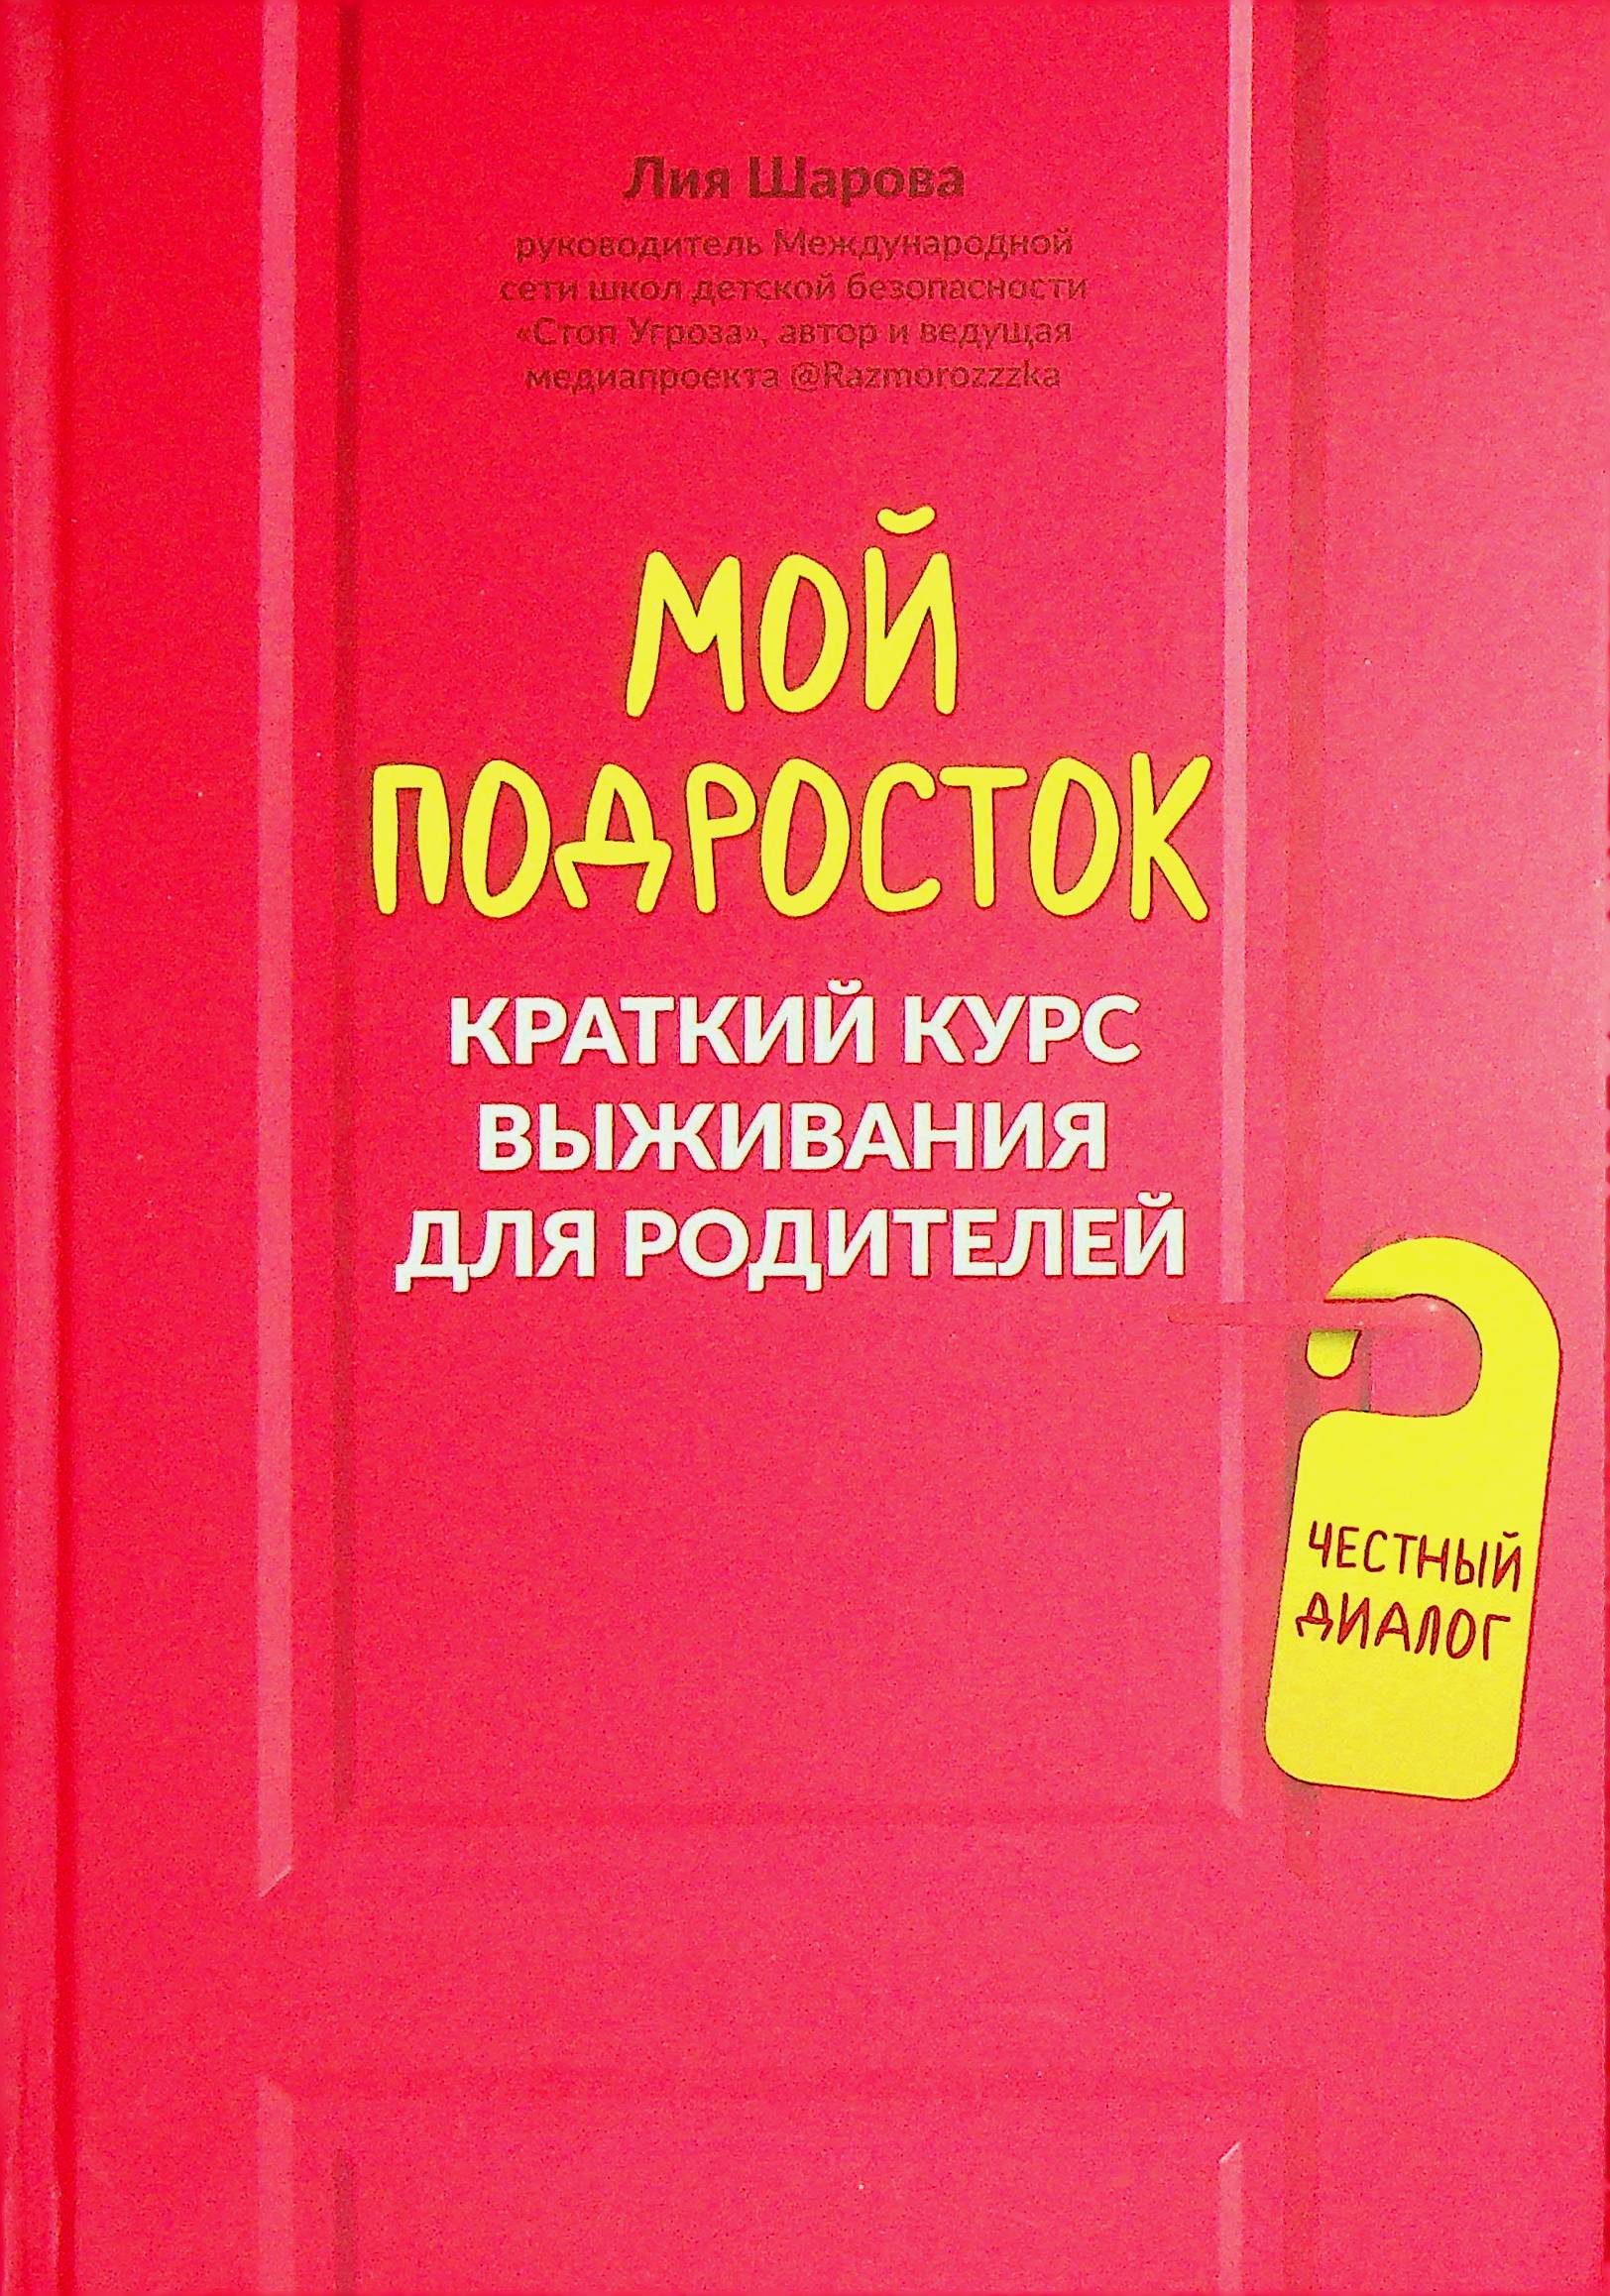 Лия Шарова
руководитель Международной
сети школ детской безопасности
«Стоп Угроза», автор и ведущая
медиапроекта @Razmorozzzka
МОЙ
ПОДРОСТОК
КРАТКИЙ КУРС
ВЫЖИВАНИЯ
ДЛЯ РОДИТЕЛЕЙ
ЧЕСТНЫЙ
ДИАЛОГ